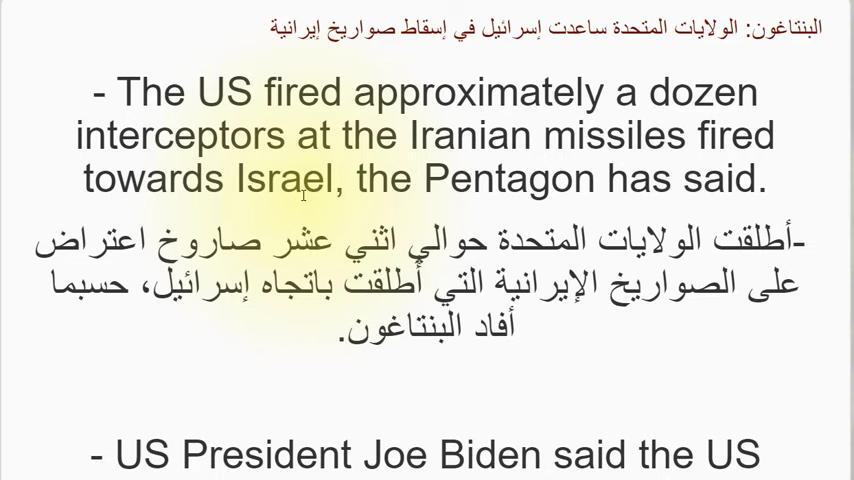 البنتاغون: الولايات المتحدة ساعدت إسرائيل في إسقاط صواريخ إيرانية
- The US fired approximately a dozen
interceptors at the Iranian missiles fired
towards Israel, the Pentagon has said.
-أطلقت الولايات المتحدة حوالي اثني عشر صاروخ اعتراض
على الصواريخ الإيرانية التي أُطلقت باتجاه إسرائيل، حسبما
أفاد البنتاغون.
- US President Joe Biden said the US